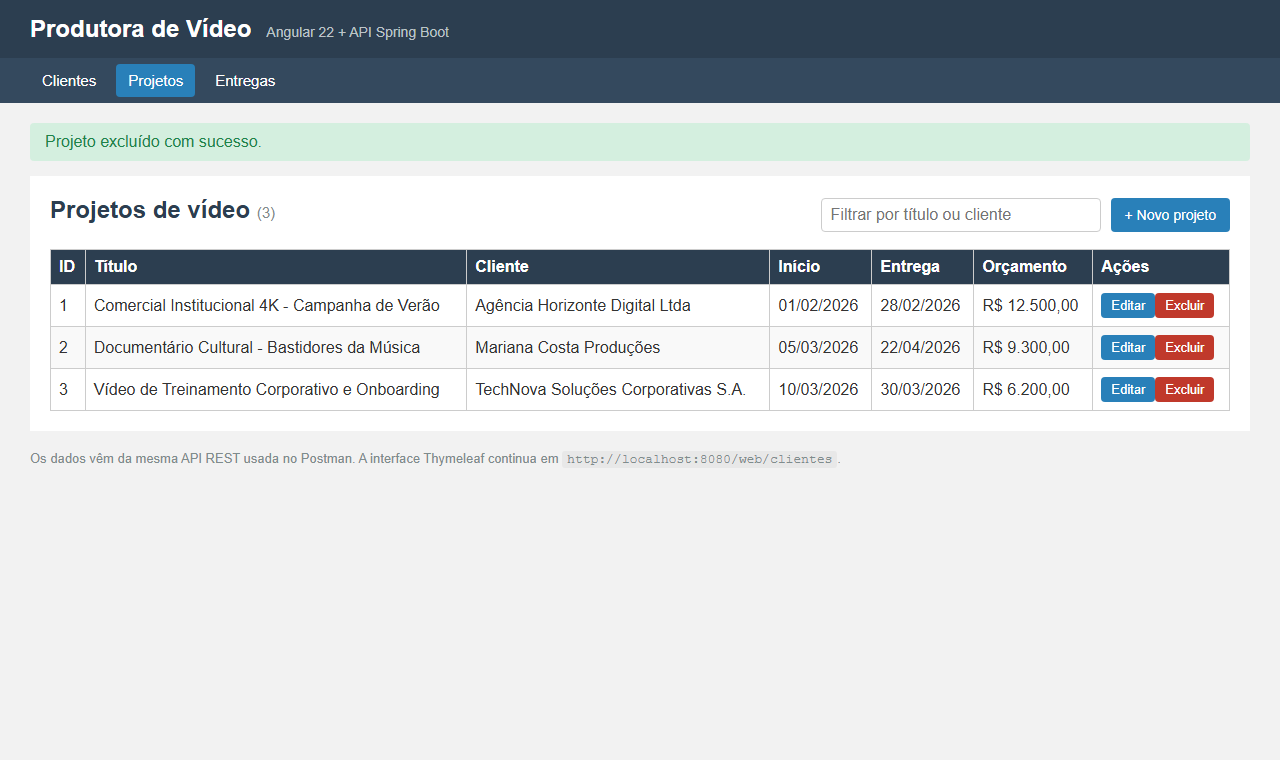 Produtora de Vídeo Angular 22 + API Spring Boot
Clientes Projetos Entregas
Projeto excluído com sucesso.
Projetos de vídeo (3) Filtrar por título ou cliente + Novo projeto
ID Título Cliente Início Entrega Orçamento Ações
1 Comercial Institucional 4K - Campanha de Verão Agência Horizonte Digital Ltda 01/02/2026 28/02/2026 R$ 12.500,00 Editar Excluir
2 Documentário Cultural - Bastidores da Música Mariana Costa Produções 05/03/2026 22/04/2026 R$ 9.300,00 Editar Excluir
3 Vídeo de Treinamento Corporativo e Onboarding TechNova Soluções Corporativas S.A. 10/03/2026 30/03/2026 R$ 6.200,00 Editar Excluir
Os dados vêm da mesma API REST usada no Postman. A interface Thymeleaf continua em http://localhost:8080/web/clientes.